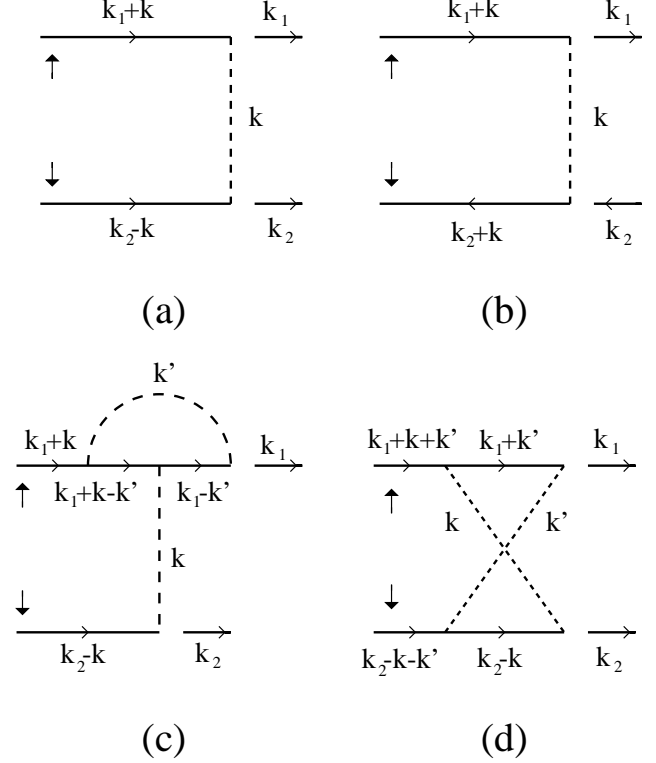 k₁+k k₁ k₁+k k₁
k k
k₂-k k₂ k₂+k k₂
(a) (b)
k’
k₁+k k₁ k₁+k+k’ k₁+k’ k₁
k₁+k-k’ k₁-k’
k k k’
k₂-k k₂ k₂-k-k’ k₂-k k₂
(c) (d)